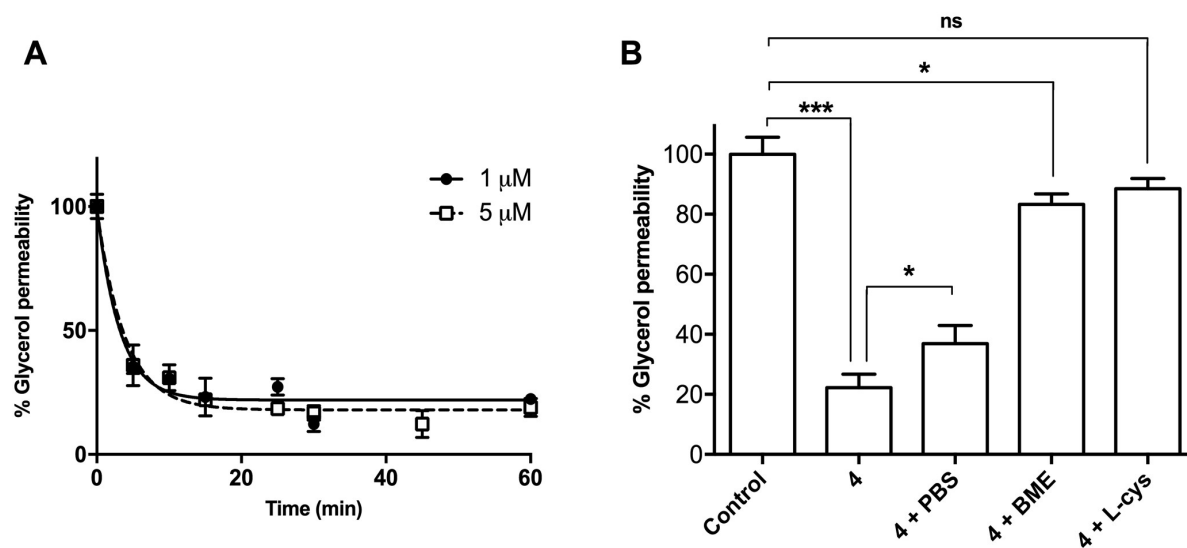 A
% Glycerol permeability
100
50
0
1 μM
5 μM
0
20
40
60
Time (min)
B
ns
*
***
*
% Glycerol permeability
100
80
60
40
20
0
Control
4
4 + PBS
4 + BME
4 + L-cys